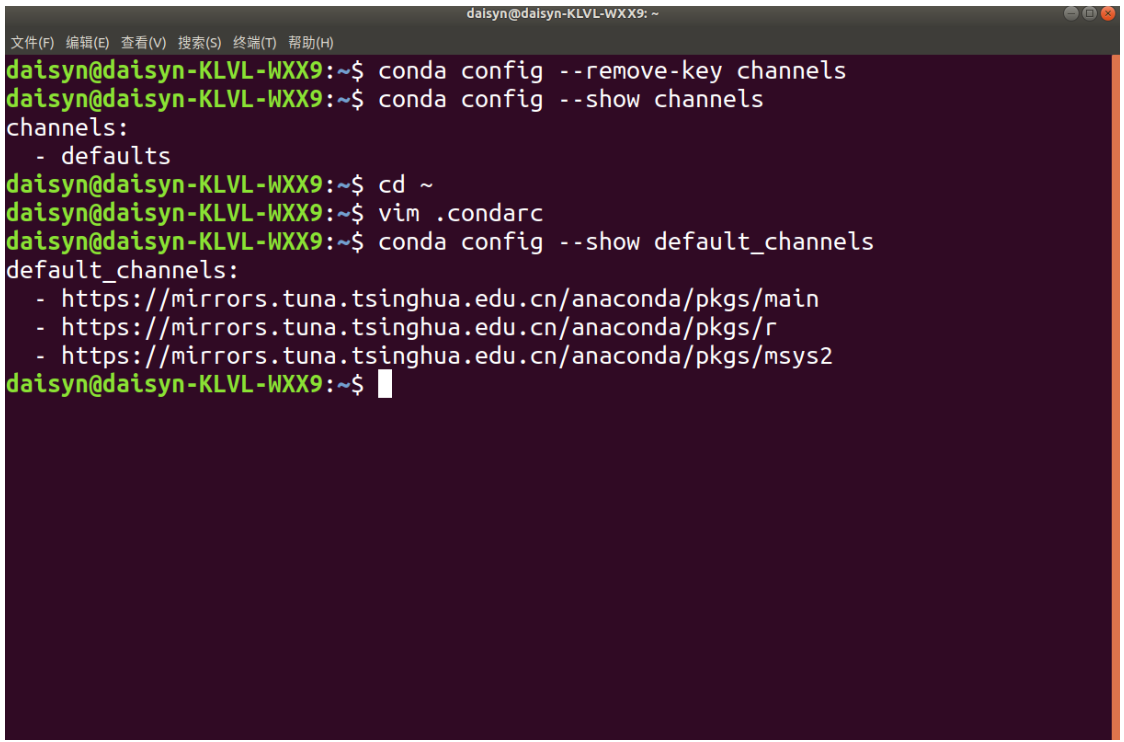 daisyn@daisyn-KLVL-WXX9: ~
文件(F) 编辑(E) 查看(V) 搜索(S) 终端(T) 帮助(H)
daisyn@daisyn-KLVL-WXX9:~$ conda config --remove-key channels
daisyn@daisyn-KLVL-WXX9:~$ conda config --show channels
channels:
  - defaults
daisyn@daisyn-KLVL-WXX9:~$ cd ~
daisyn@daisyn-KLVL-WXX9:~$ vim .condarc
daisyn@daisyn-KLVL-WXX9:~$ conda config --show default_channels
default_channels:
  - https://mirrors.tuna.tsinghua.edu.cn/anaconda/pkgs/main
  - https://mirrors.tuna.tsinghua.edu.cn/anaconda/pkgs/r
  - https://mirrors.tuna.tsinghua.edu.cn/anaconda/pkgs/msys2
daisyn@daisyn-KLVL-WXX9:~$